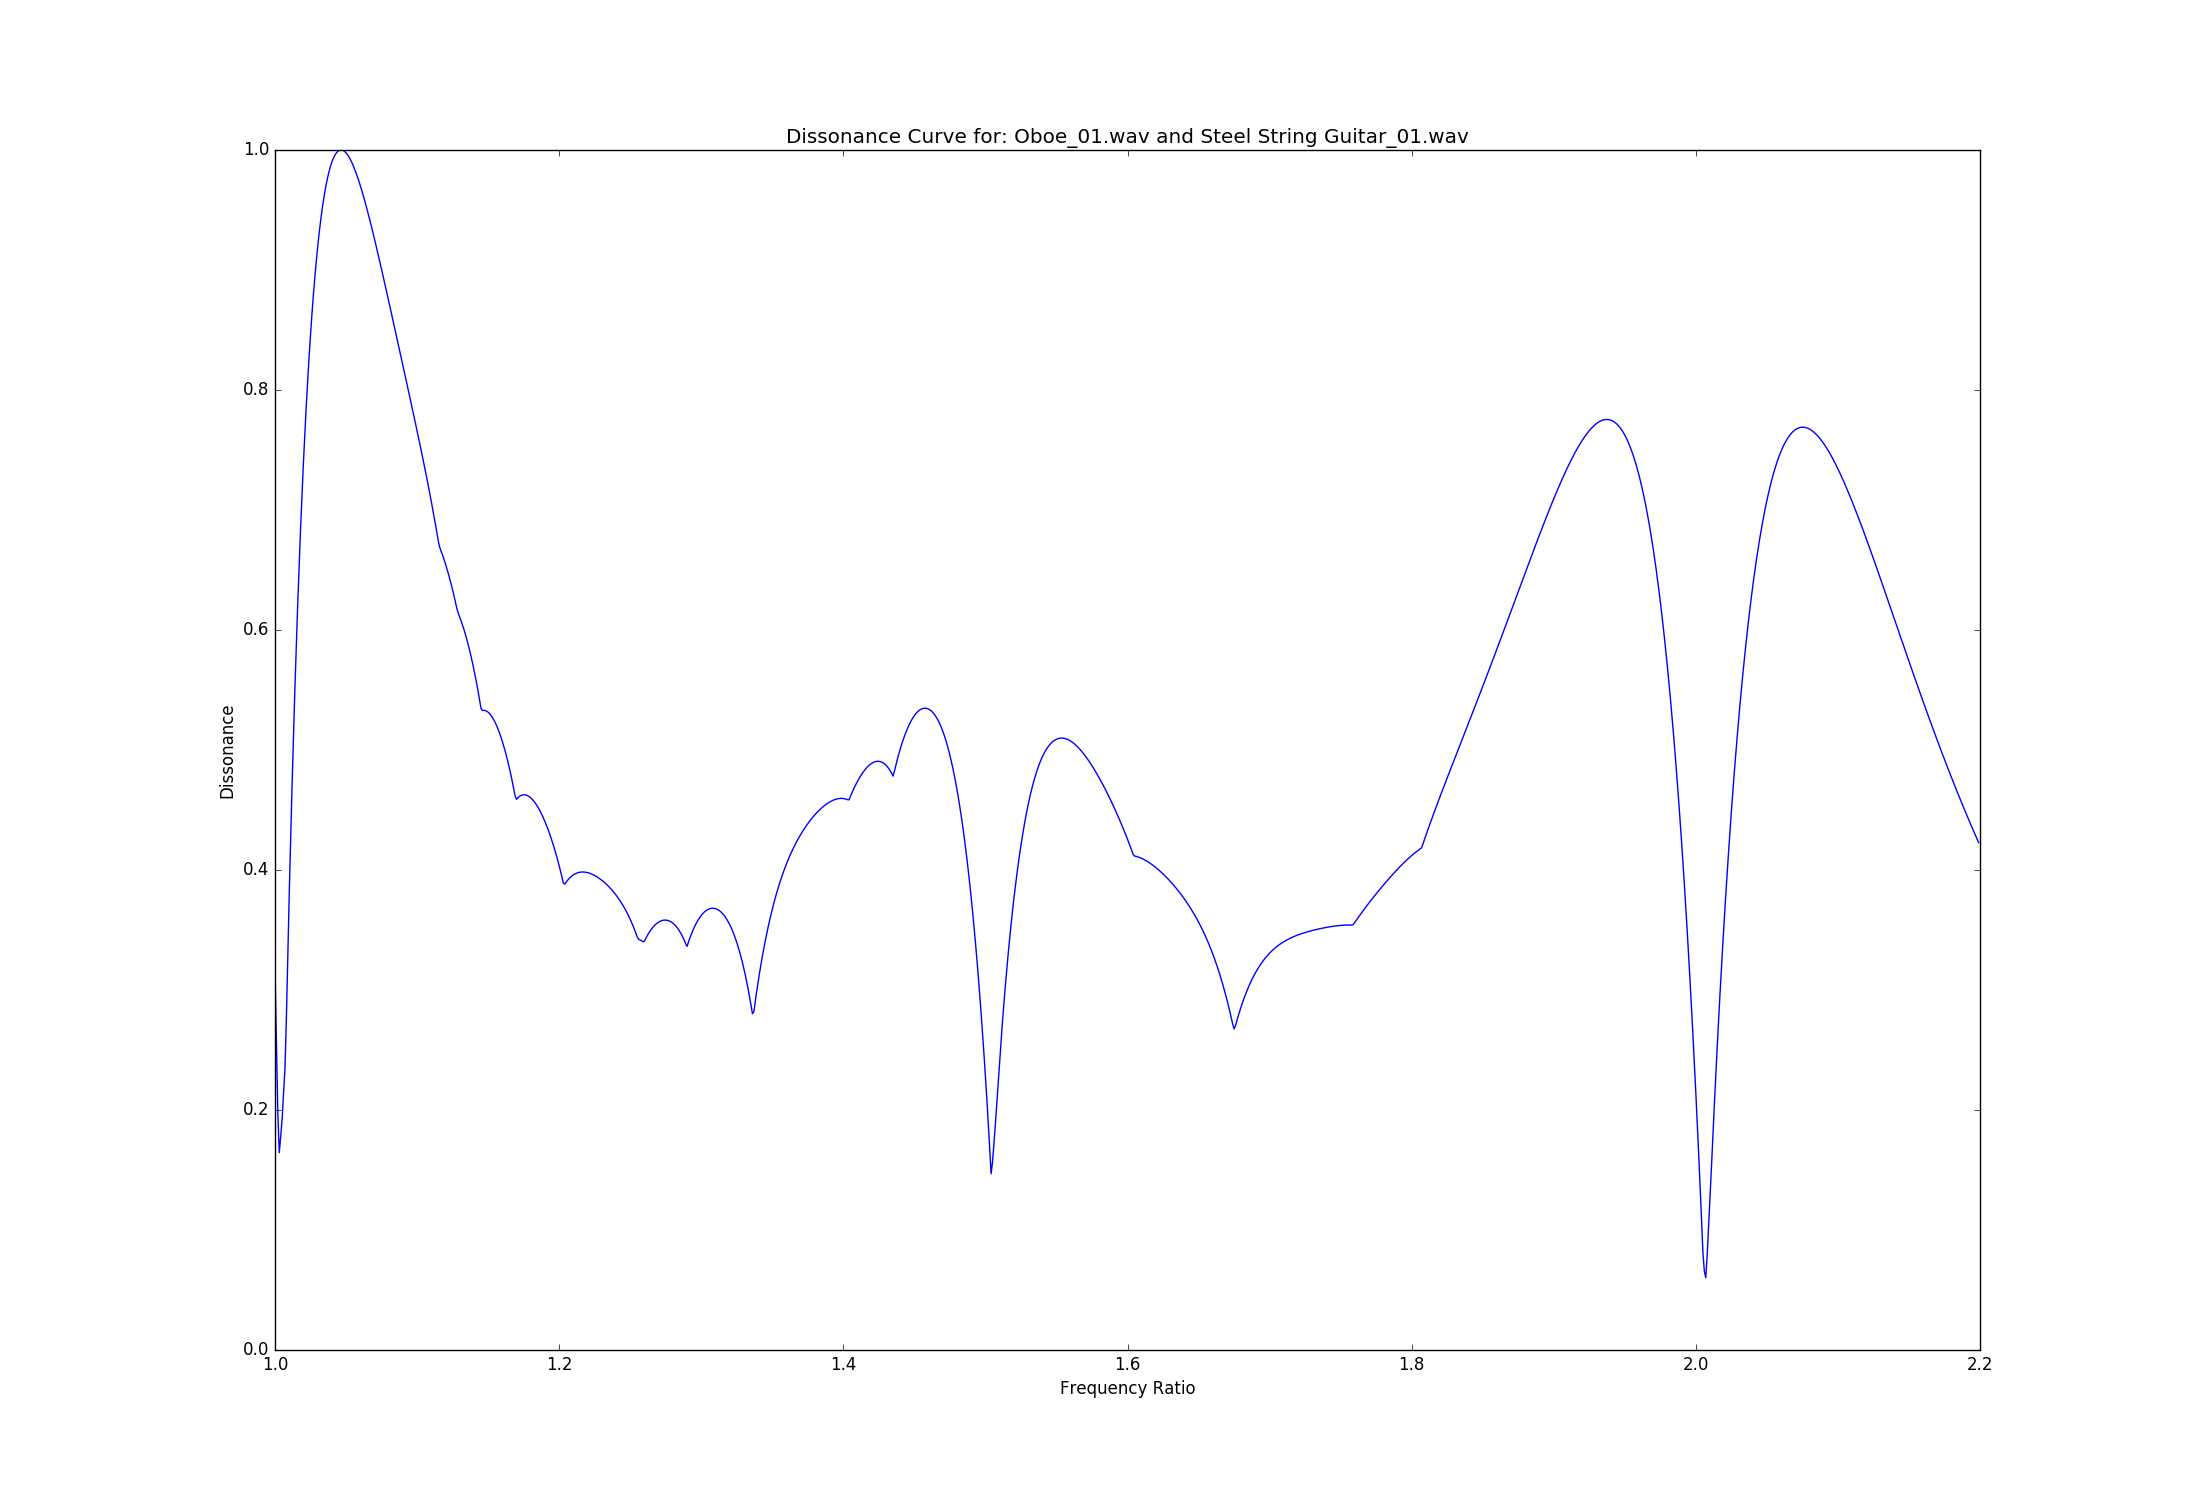 Dissonance Curve for: Oboe_01.wav and Steel String Guitar_01.wav
1.0
0.8
0.6
0.4
0.2
0.0
Dissonance
1.0 1.2 1.4 1.6 1.8 2.0 2.2
Frequency Ratio